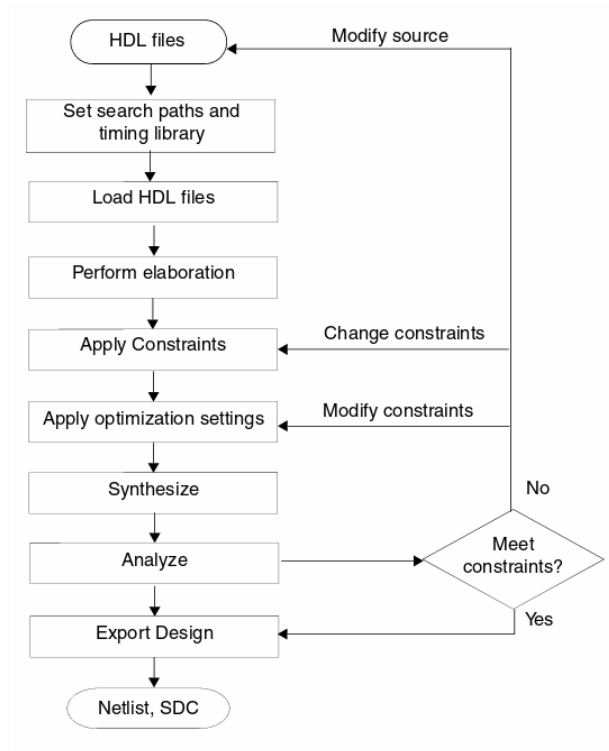 HDL files
Modify source
Set search paths and
timing library
Load HDL files
Perform elaboration
Apply Constraints
Change constraints
Apply optimization settings
Modify constraints
Synthesize
No
Analyze
Meet
constraints?
Export Design
Yes
Netlist, SDC